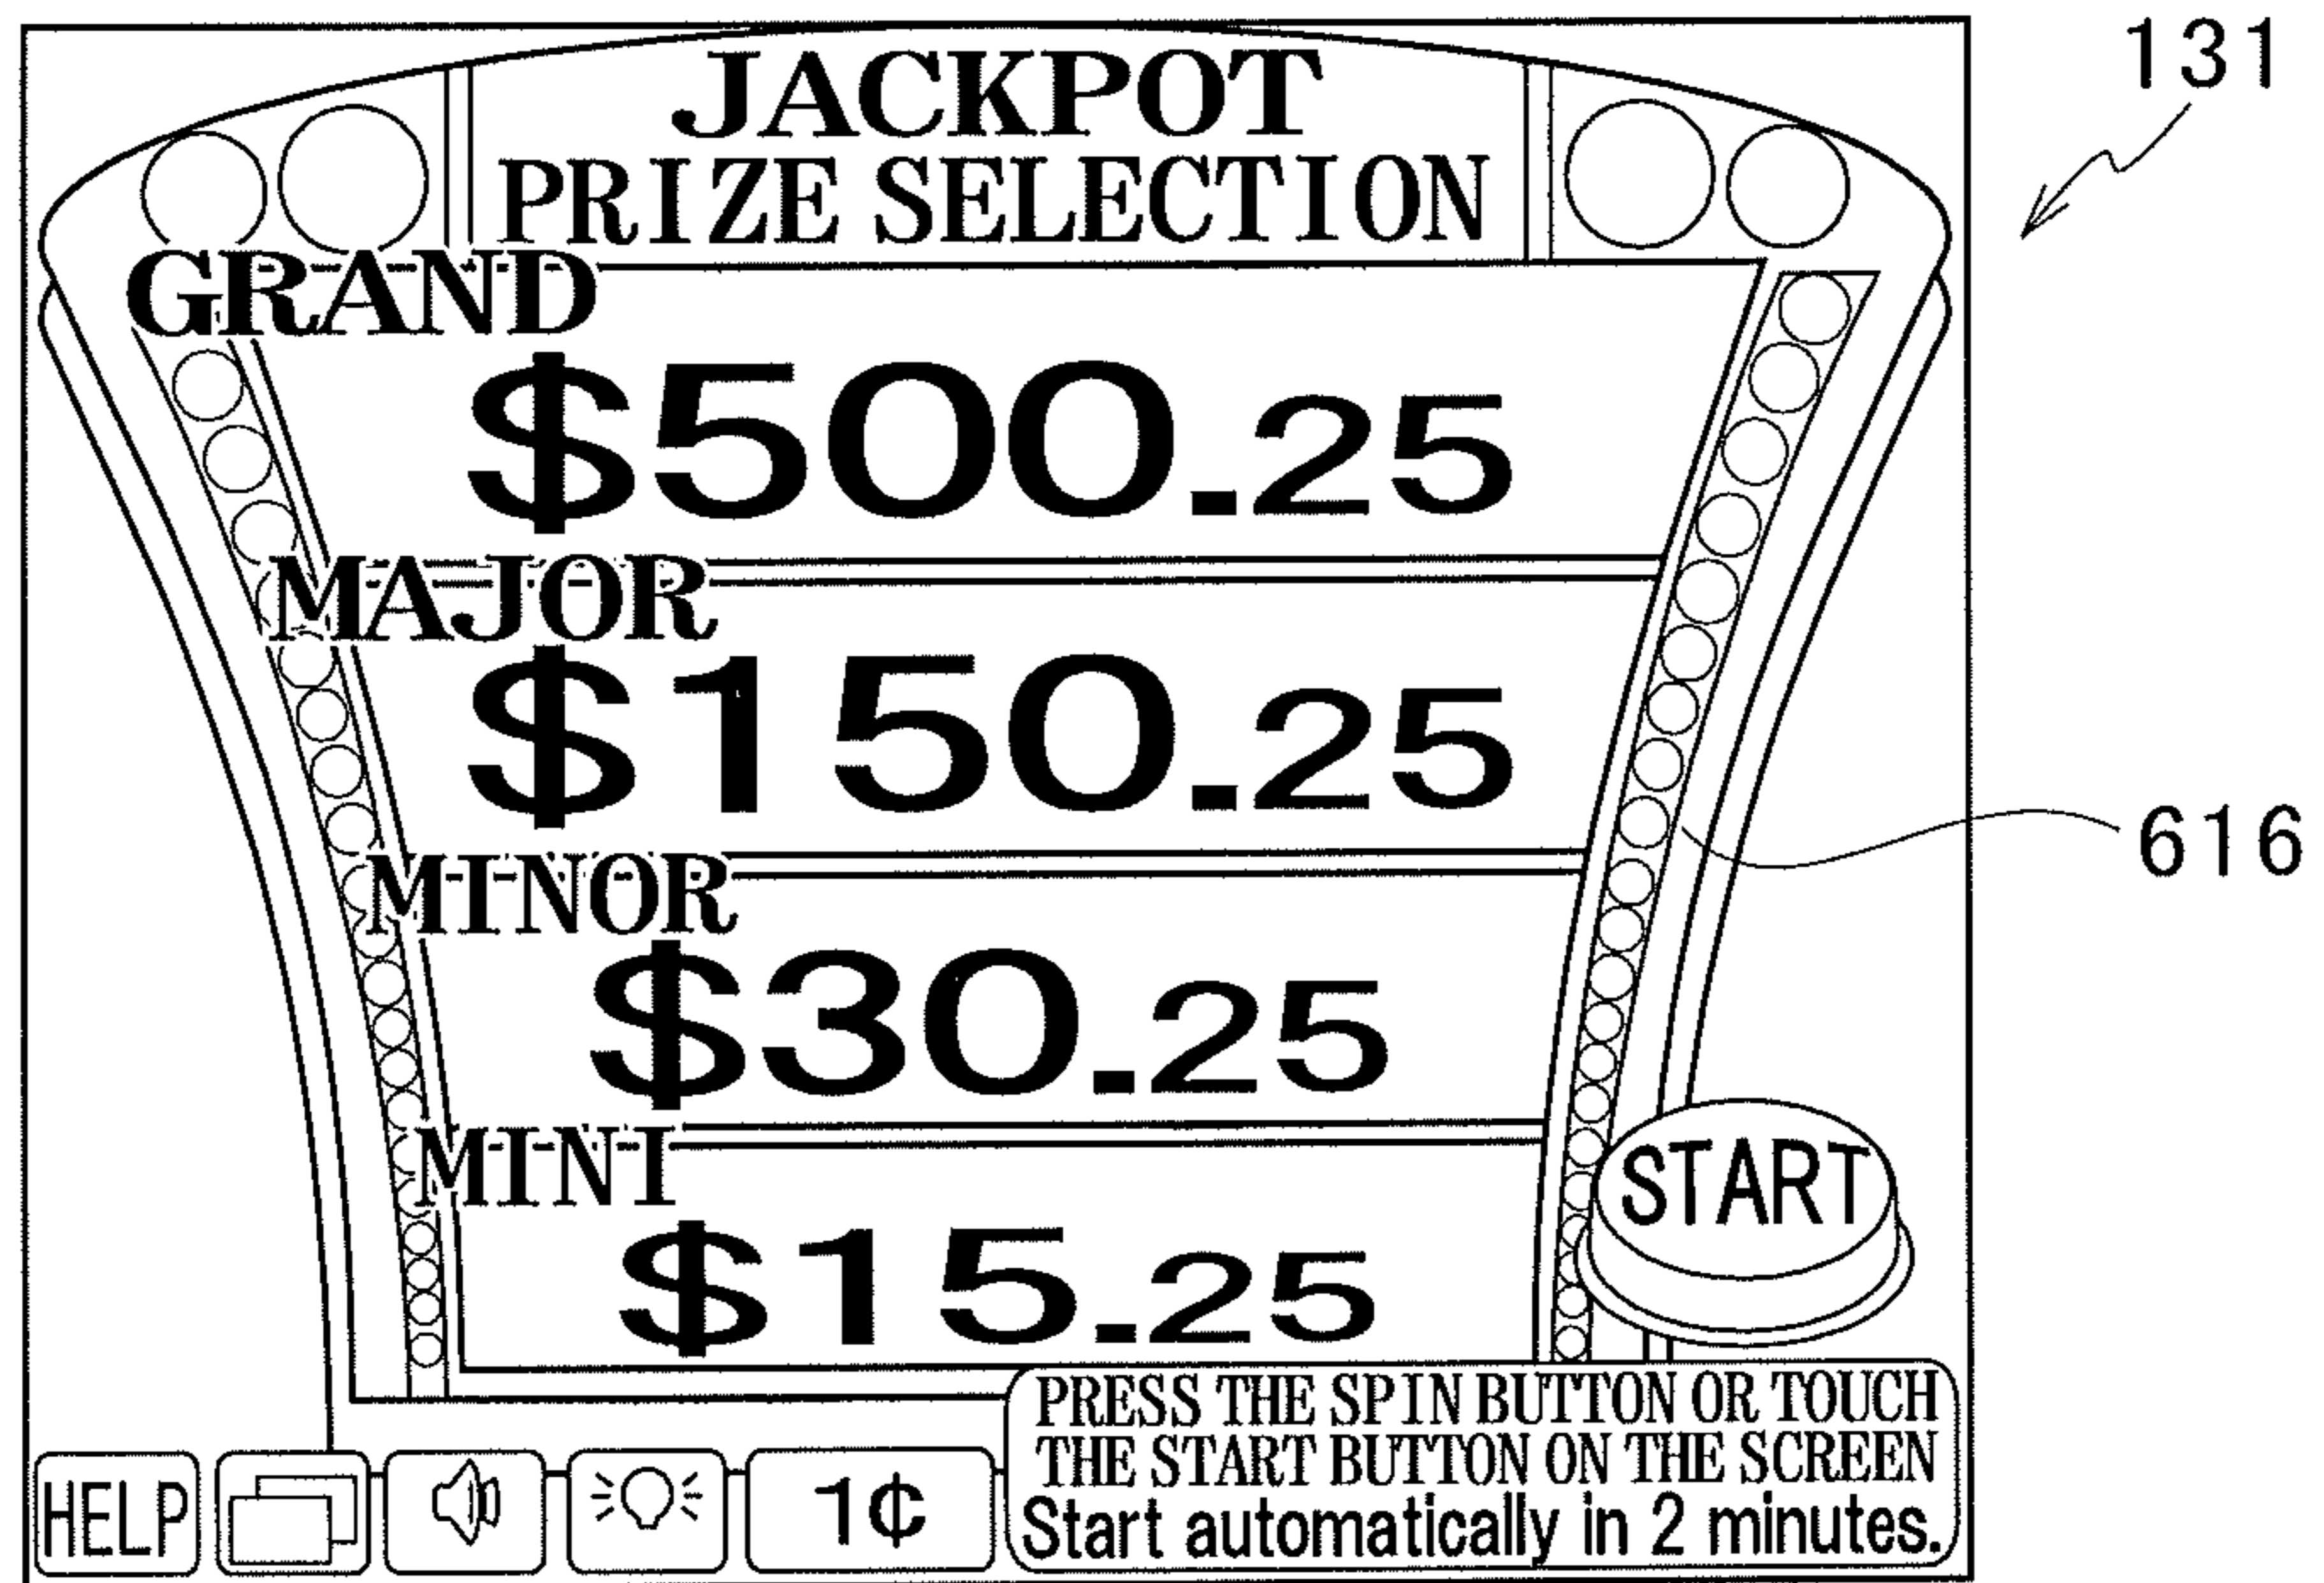 JACKPOT
PRIZE SELECTION
131
GRAND
$500.25
MAJOR
$150.25
616
MINOR
$30.25
MINI
$15.25
START
PRESS THE SPIN BUTTON OR TOUCH
THE START BUTTON ON THE SCREEN
Start automatically in 2 minutes.
HELP
1¢